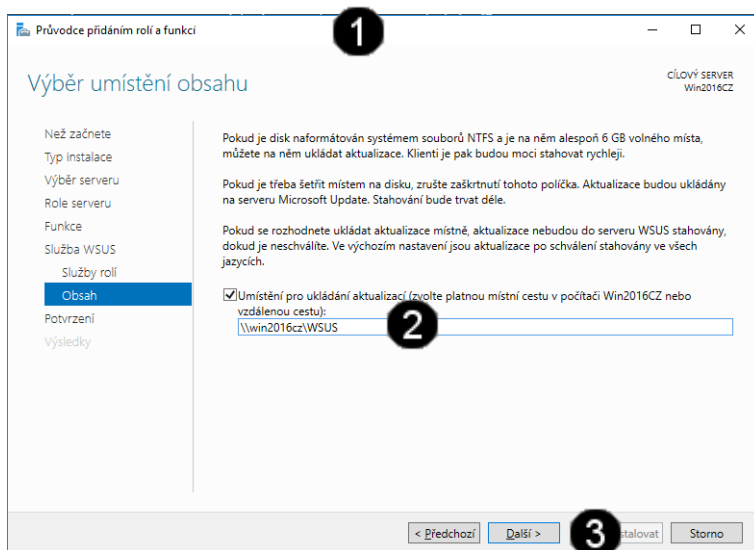 Průvodce přidáním rolí a funkcí
1
Výběr umístění obsahu
CÍLOVÝ SERVER
Win2016CZ
Než začnete
Typ instalace
Výběr serveru
Role serveru
Funkce
Služba WSUS
Služby rolí
Obsah
Potvrzení
Výsledky
Pokud je disk naformátován systémem souborů NTFS a je na něm alespoň 6 GB volného místa,
můžete na něm ukládat aktualizace. Klienti je pak budou moci stahovat rychleji.
Pokud je třeba šetřit místem na disku, zrušte zaškrtnutí tohoto políčka. Aktualizace budou ukládány
na serveru Microsoft Update. Stahování bude trvat déle.
Pokud se rozhodnete ukládat aktualizace místně, aktualizace nebudou do serveru WSUS stahovány,
dokud je neschválíte. Ve výchozím nastavení jsou aktualizace po schválení stahovány ve všech
jazycích.
Umístění pro ukládání aktualizací (zvolte platnou místní cestu v počítači Win2016CZ nebo
vzdálenou cestu):
\\win2016cz\WSUS
2
< Předchozí
Další >
3
stalovat
Storno